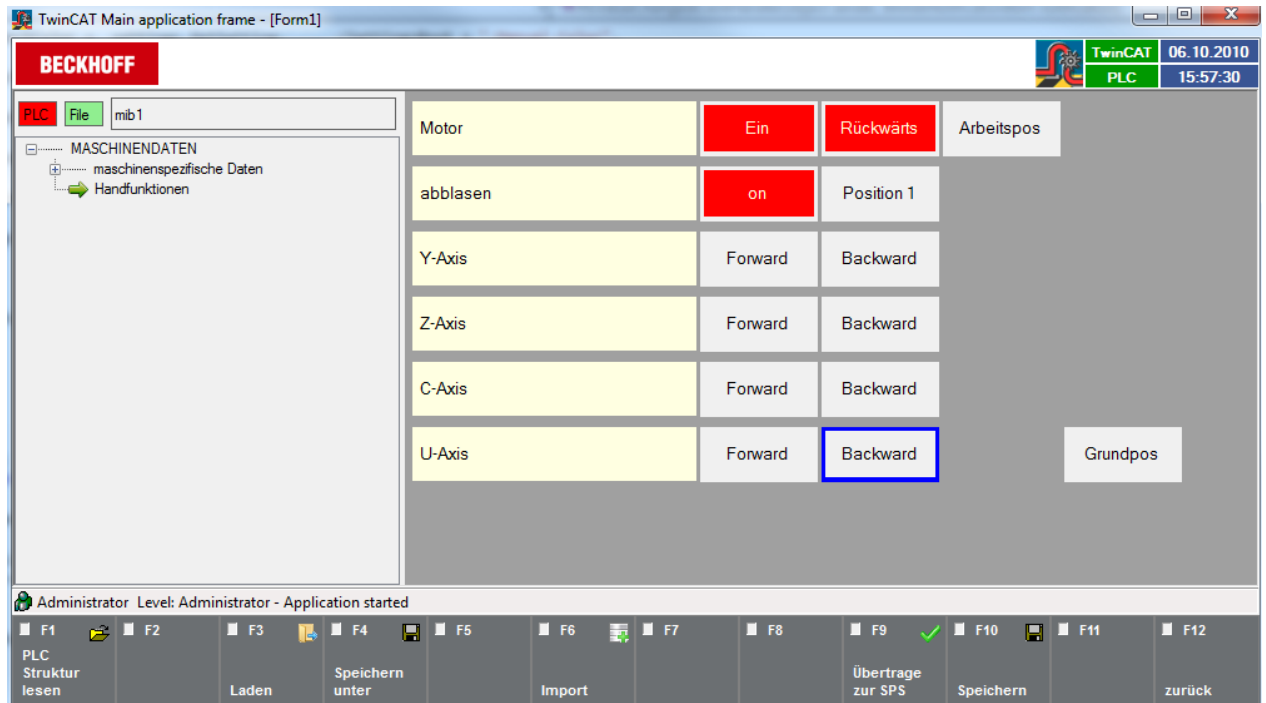 TwinCAT Main application frame - [Form1]
BECKHOFF
TwinCAT 06.10.2010
PLC 15:57:30
PLC File mib1
MASCHINENDATEN
maschinenspezifische Daten
Handfunktionen
Motor Ein Rückwärts Arbeitspos
abblasen on Position 1
Y-Axis Forward Backward
Z-Axis Forward Backward
C-Axis Forward Backward
U-Axis Forward Backward Grundpos
Administrator Level: Administrator - Application started
F1 F2 F3 F4 F5 F6 F7 F8 F9 F10 F11 F12
PLC
Struktur Speichern Übertrage
lesen Laden unter Import zur SPS Speichern zurück